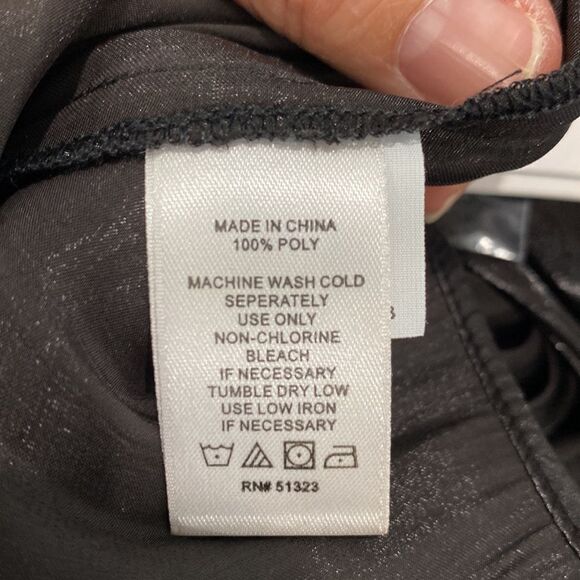 MADE IN CHINA
100% POLY
MACHINE WASH COLD
SEPERATELY
USE ONLY
NON-CHLORINE
BLEACH
IF NECESSARY
TUMBLE DRY LOW
USE LOW IRON
IF NECESSARY
RN# 51323